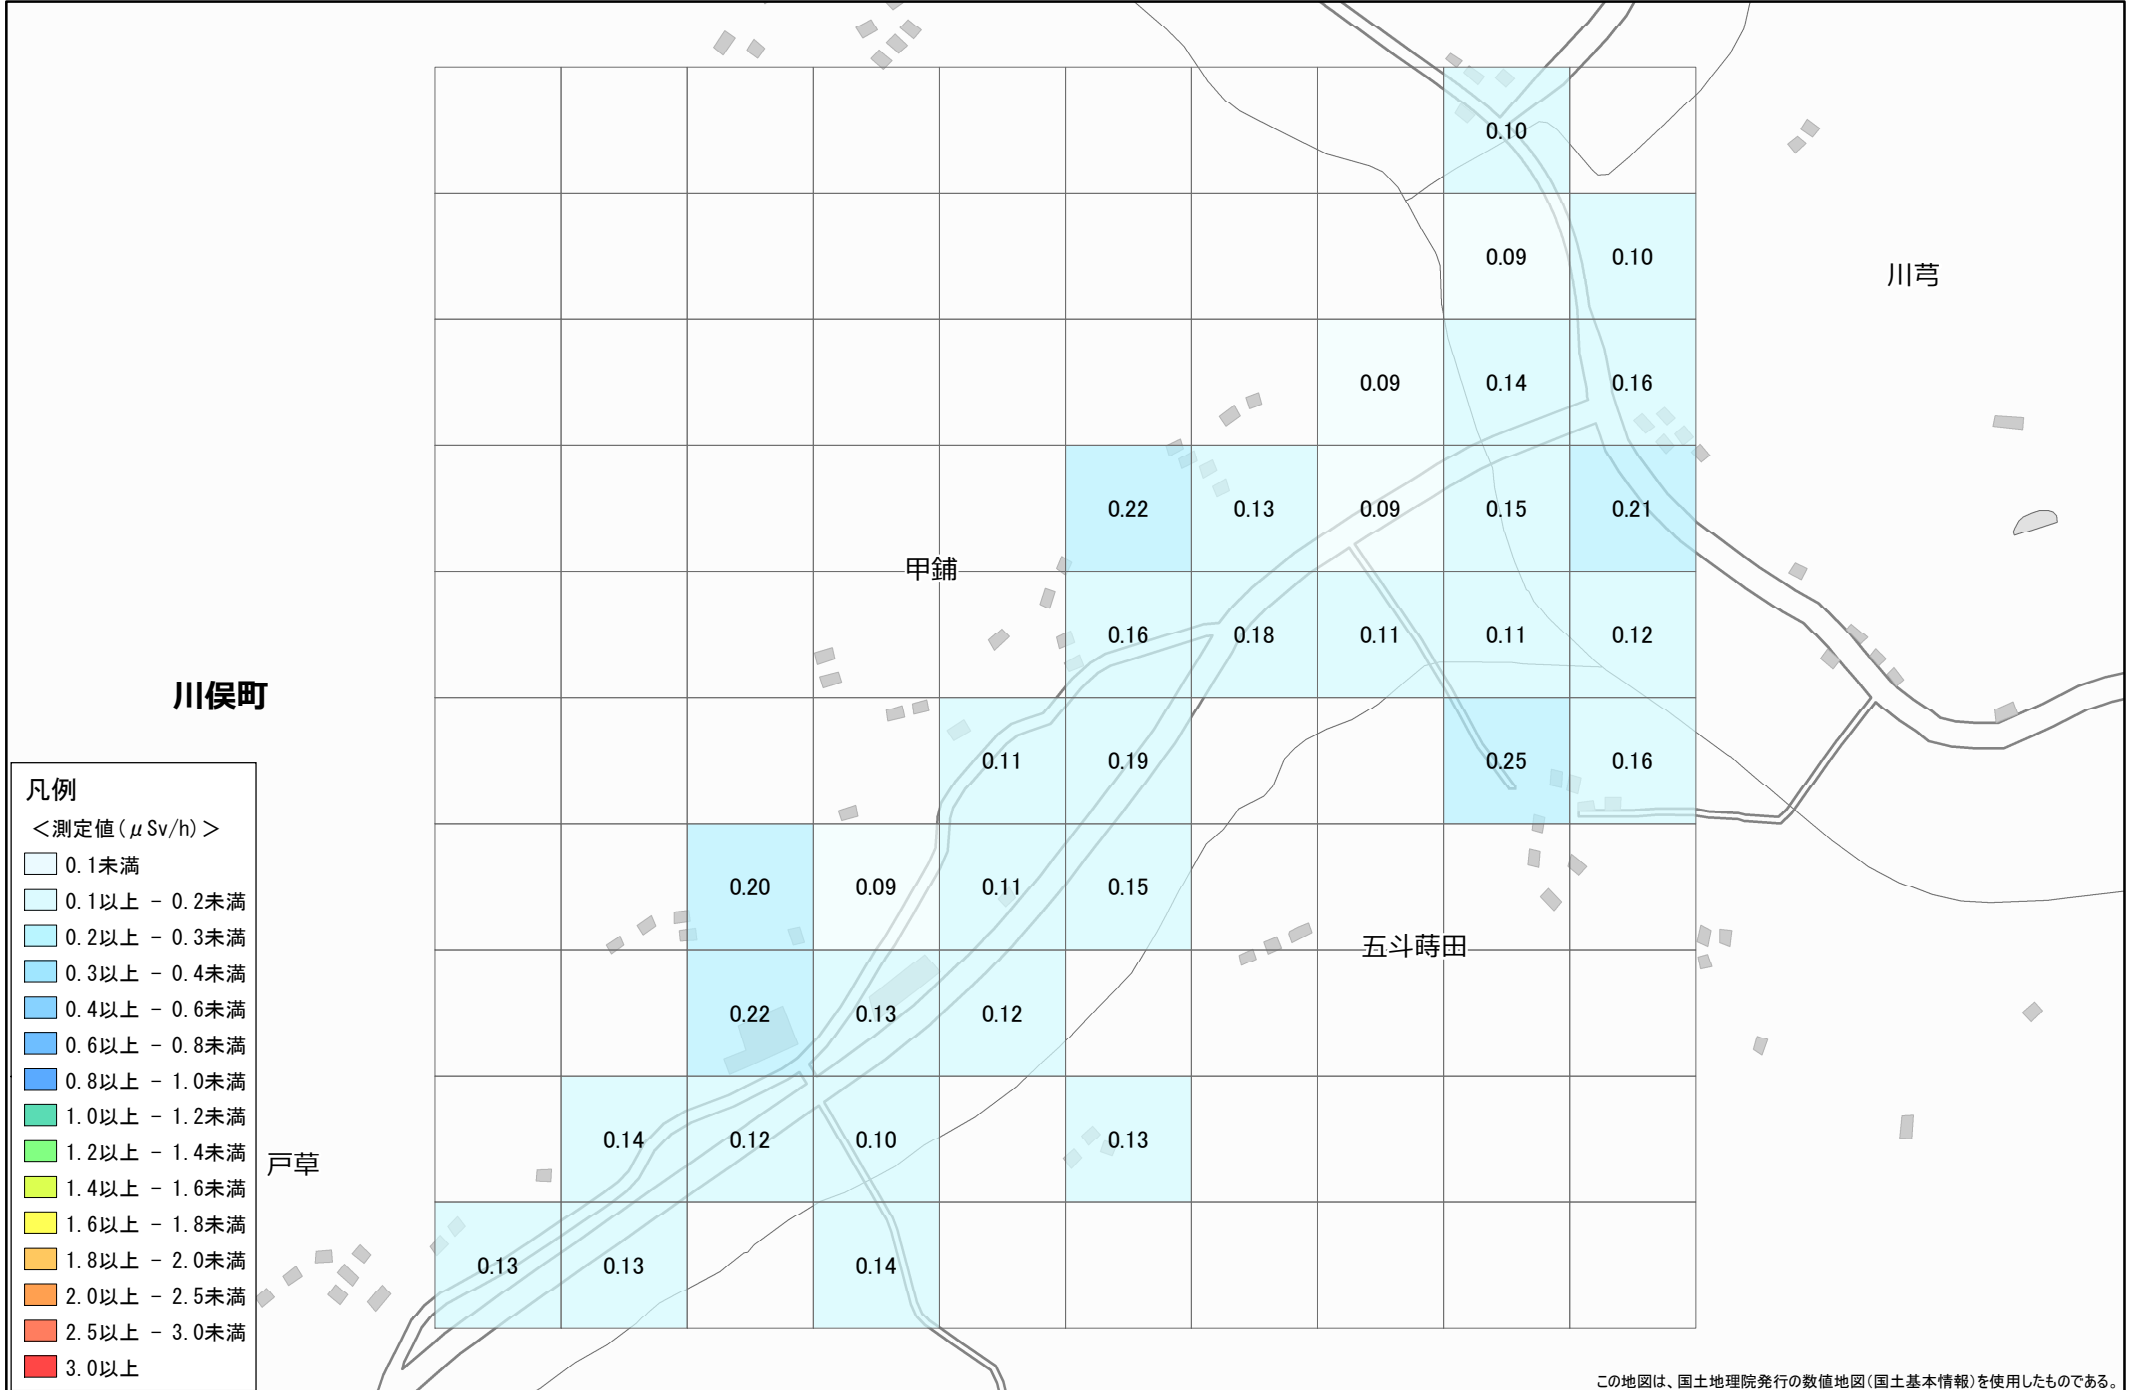 0.10
0.09 0.10
川芎
0.09 0.14 0.16
0.22 0.13 0.09 0.15 0.21
甲鋪
0.16 0.18 0.11 0.11 0.12
川俣町
0.11 0.19 0.25 0.16
0.20 0.09 0.11 0.15
五斗蒔田
0.22 0.13 0.12
0.14 0.12 0.10 0.13
戸草
0.13 0.13 0.14
凡例
＜測定値(μSv/h)＞
0.1未満
0.1以上 - 0.2未満
0.2以上 - 0.3未満
0.3以上 - 0.4未満
0.4以上 - 0.6未満
0.6以上 - 0.8未満
0.8以上 - 1.0未満
1.0以上 - 1.2未満
1.2以上 - 1.4未満
1.4以上 - 1.6未満
1.6以上 - 1.8未満
1.8以上 - 2.0未満
2.0以上 - 2.5未満
2.5以上 - 3.0未満
3.0以上
この地図は、国土地理院発行の数値地図(国土基本情報)を使用したものである。